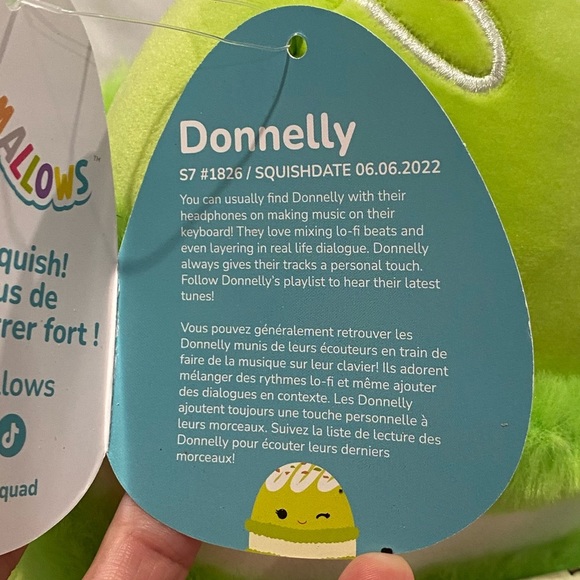 MALLOWS™
quish!
us de
rer fort !
lows
quad
Donnelly
S7 #1826 / SQUISHDATE 06.06.2022
You can usually find Donnelly with their
headphones on making music on their
keyboard! They love mixing lo-fi beats and
even layering in real life dialogue. Donnelly
always gives their tracks a personal touch.
Follow Donnelly's playlist to hear their latest
tunes!
Vous pouvez généralement retrouver les
Donnelly munis de leurs écouteurs en train de
faire de la musique sur leur clavier! Ils adorent
mélanger des rythmes lo-fi et même ajouter
des dialogues en contexte. Les Donnelly
ajoutent toujours une touche personnelle à
leurs morceaux. Suivez la liste de lecture des
Donnelly pour écouter leurs derniers
morceaux!